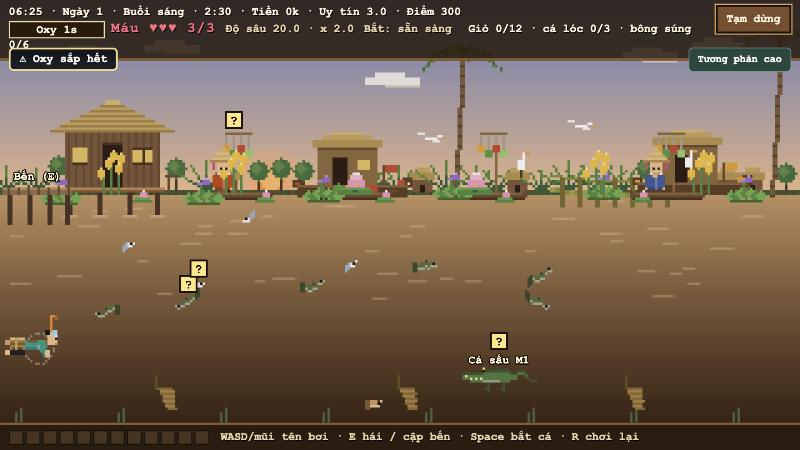 06:25 · Ngày 1 · Buổi sáng · 2:30 · Tiền 0k · Uy tín 3.0 · Điểm 300
Tạm dừng
Oxy 1s
Máu ♥♥♥ 3/3 Độ sâu 20.0 · x 2.0 Bắt: sẵn sàng Giỏ 0/12 · cá lóc 0/3 · bông súng
0/6
⚠ Oxy sắp hết
Tương phản cao
?
Bến (E)
?
?
?
Cá sấu M1
WASD/mũi tên bơi · E hái / cập bến · Space bắt cá · R chơi lại